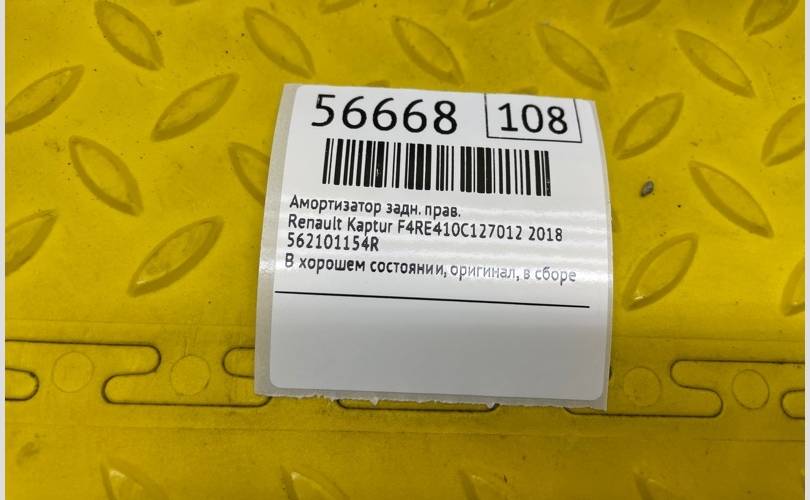 56668 108
Амортизатор задн. прав.
Renault Kaptur F4RE410C127012 2018
562101154R
В хорошем состоянии, оригинал, в сборе